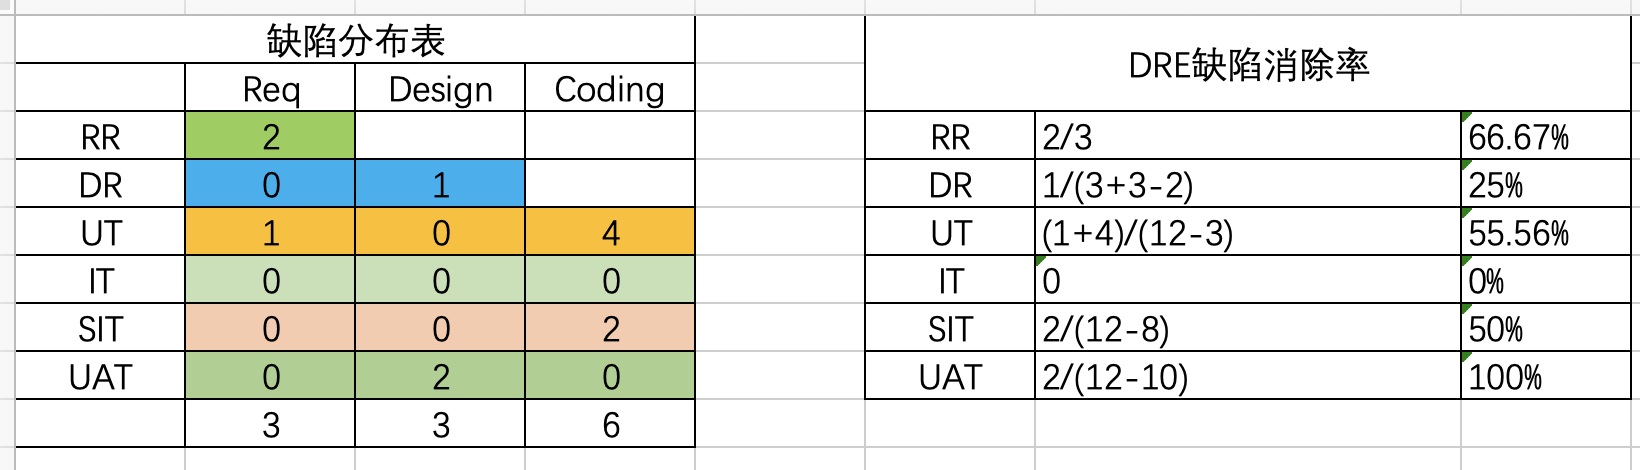 缺陷分布表
Req Design Coding
RR 2
DR 0 1
UT 1 0 4
IT 0 0 0
SIT 0 0 2
UAT 0 2 0
3 3 6
DRE缺陷消除率
RR 2/3 66.67%
DR 1/(3+3-2) 25%
UT (1+4)/(12-3) 55.56%
IT 0 0%
SIT 2/(12-8) 50%
UAT 2/(12-10) 100%